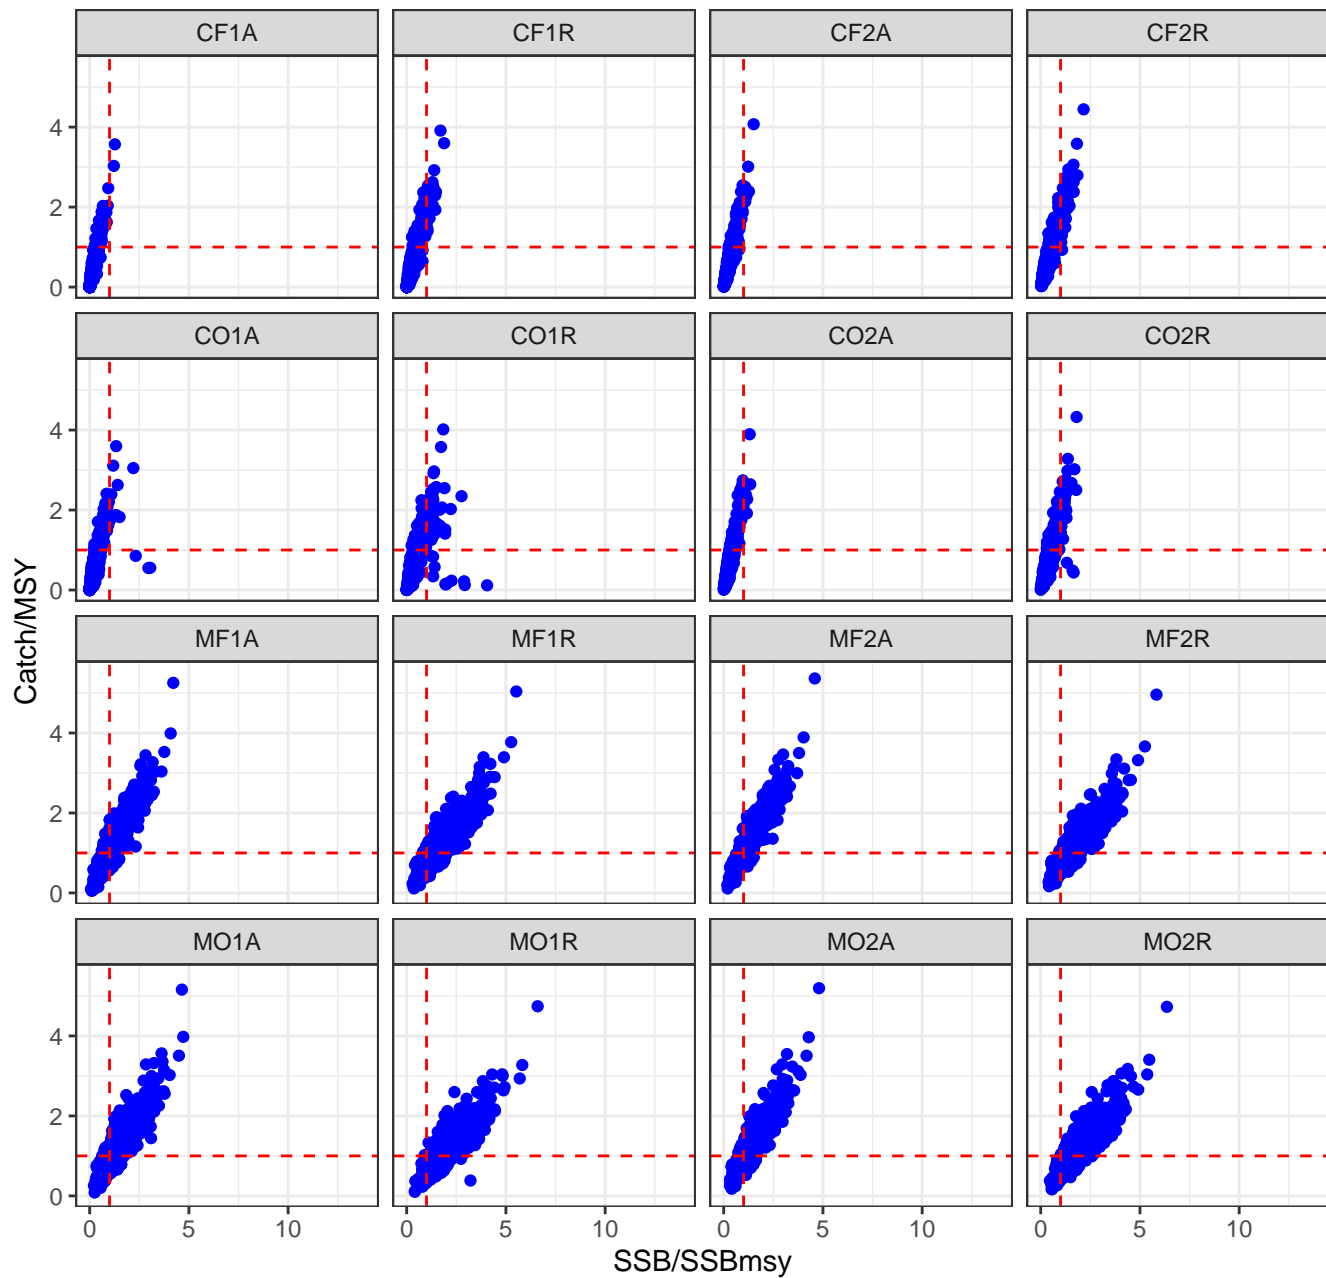 CF1A CF1R CF2A CF2R
4
2
0
CO1A CO1R CO2A CO2R
4
2
0
MF1A MF1R MF2A MF2R
4
2
0
MO1A MO1R MO2A MO2R
4
2
0
0 5 10 0 5 10 0 5 10 0 5 10
SSB/SSBmsy
Catch/MSY